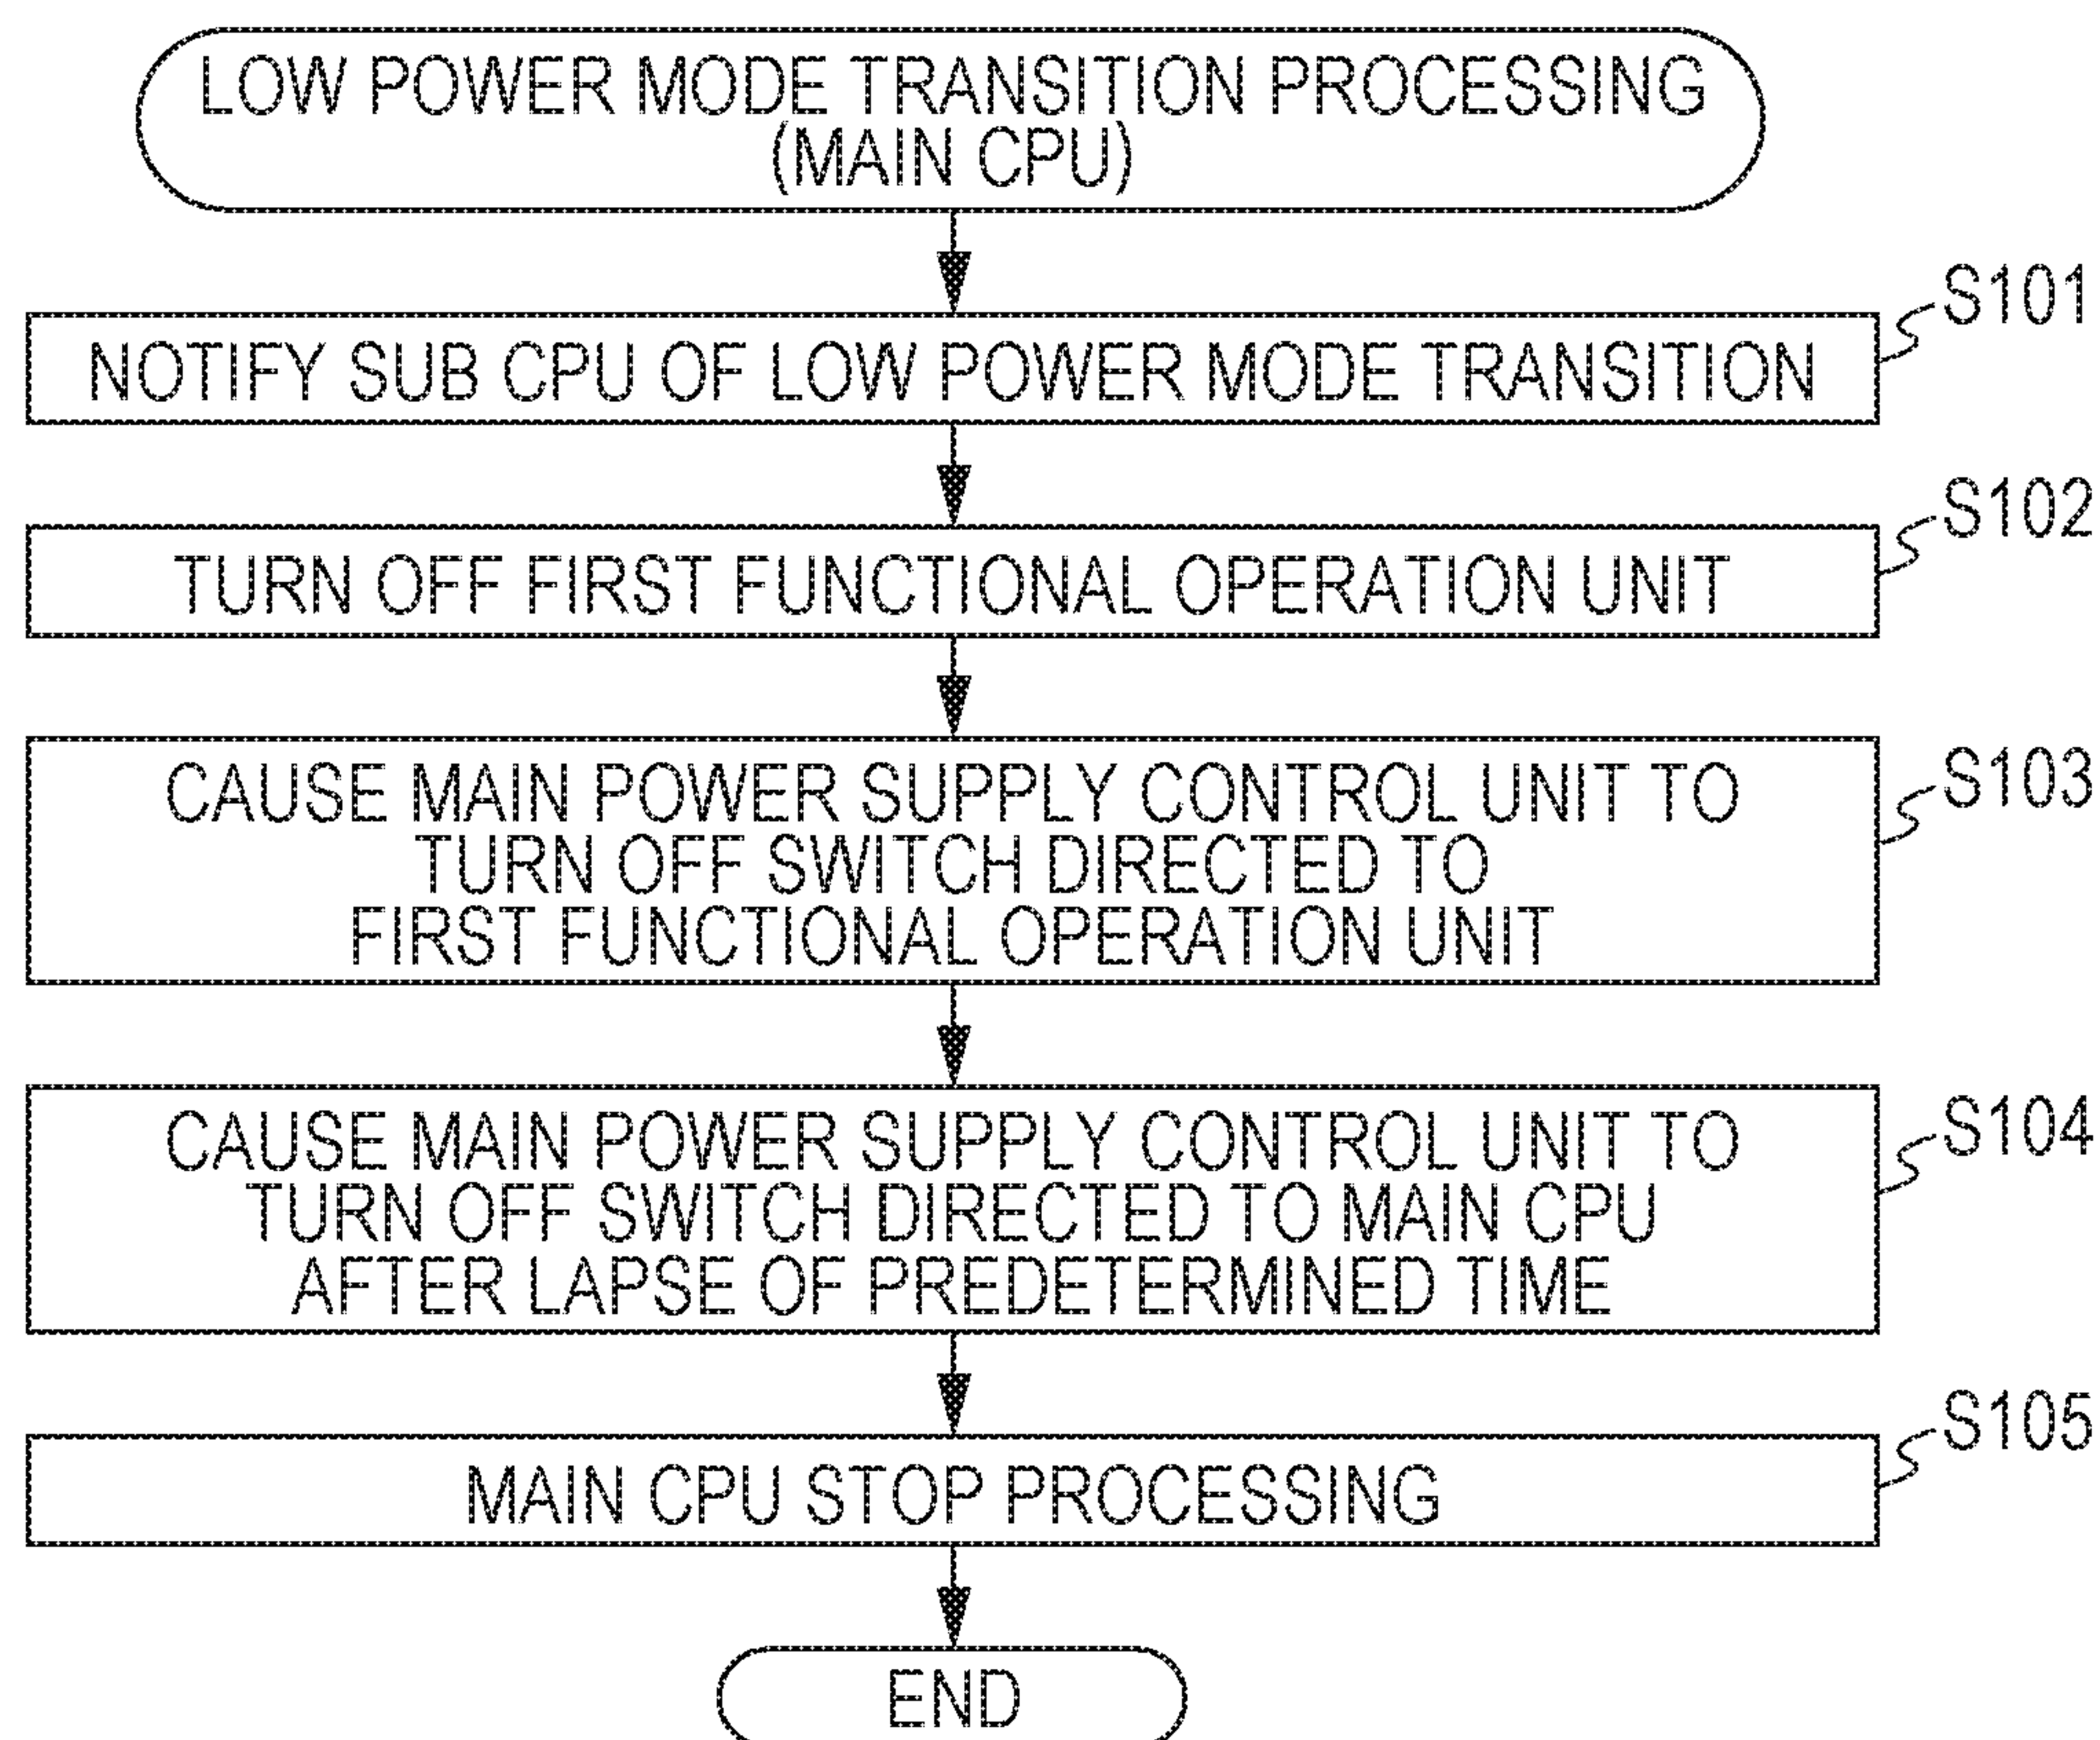 LOW POWER MODE TRANSITION PROCESSING
(MAIN CPU)
S101
NOTIFY SUB CPU OF LOW POWER MODE TRANSITION
S102
TURN OFF FIRST FUNCTIONAL OPERATION UNIT
S103
CAUSE MAIN POWER SUPPLY CONTROL UNIT TO
TURN OFF SWITCH DIRECTED TO
FIRST FUNCTIONAL OPERATION UNIT
S104
CAUSE MAIN POWER SUPPLY CONTROL UNIT TO
TURN OFF SWITCH DIRECTED TO MAIN CPU
AFTER LAPSE OF PREDETERMINED TIME
S105
MAIN CPU STOP PROCESSING
END